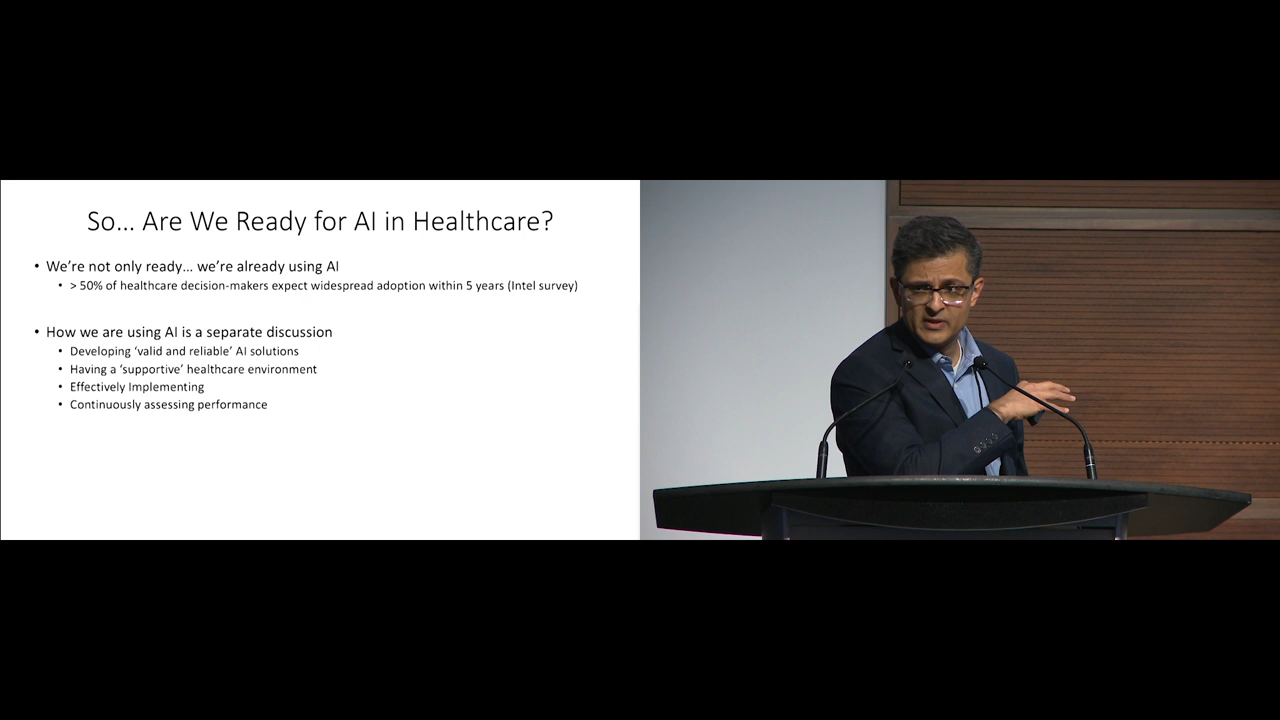 So... Are We Ready for AI in Healthcare?
• We're not only ready... we're already using AI
• > 50% of healthcare decision-makers expect widespread adoption within 5 years (Intel survey)
• How we are using AI is a separate discussion
• Developing 'valid and reliable' AI solutions
• Having a 'supportive' healthcare environment
• Effectively Implementing
• Continuously assessing performance